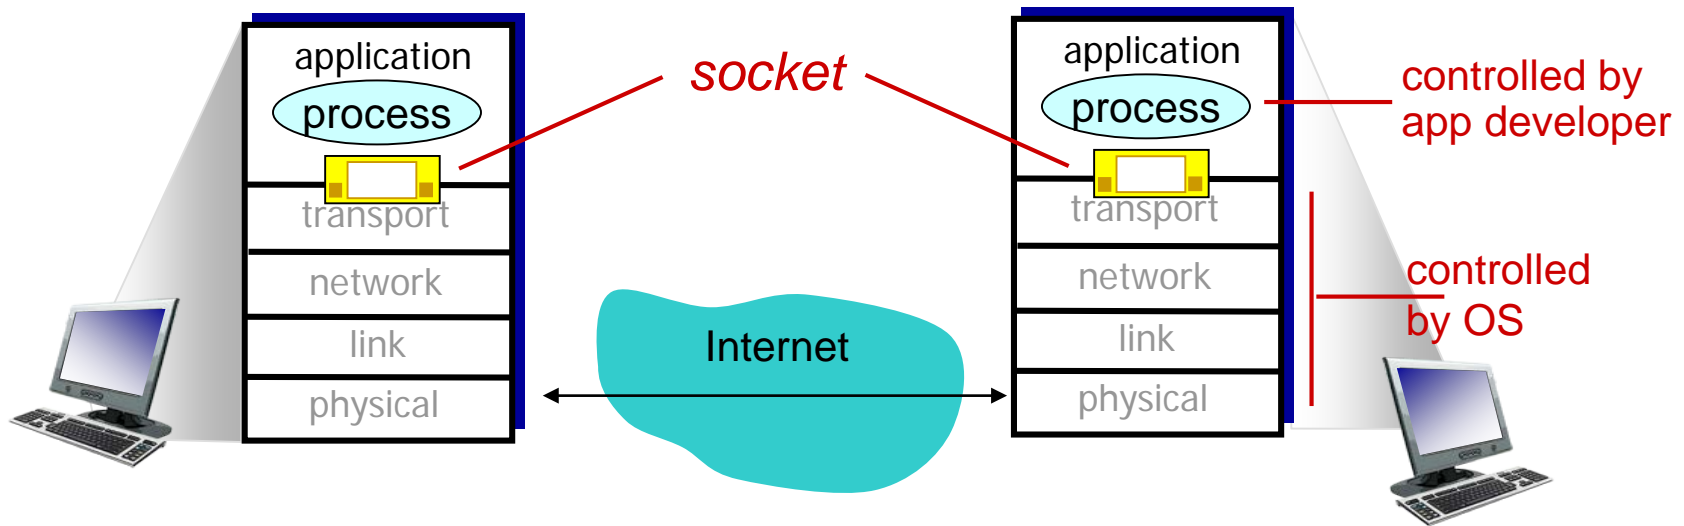 application
process
transport
network
link
physical
socket
Internet
application
process
transport
network
link
physical
controlled by
app developer
controlled
by OS